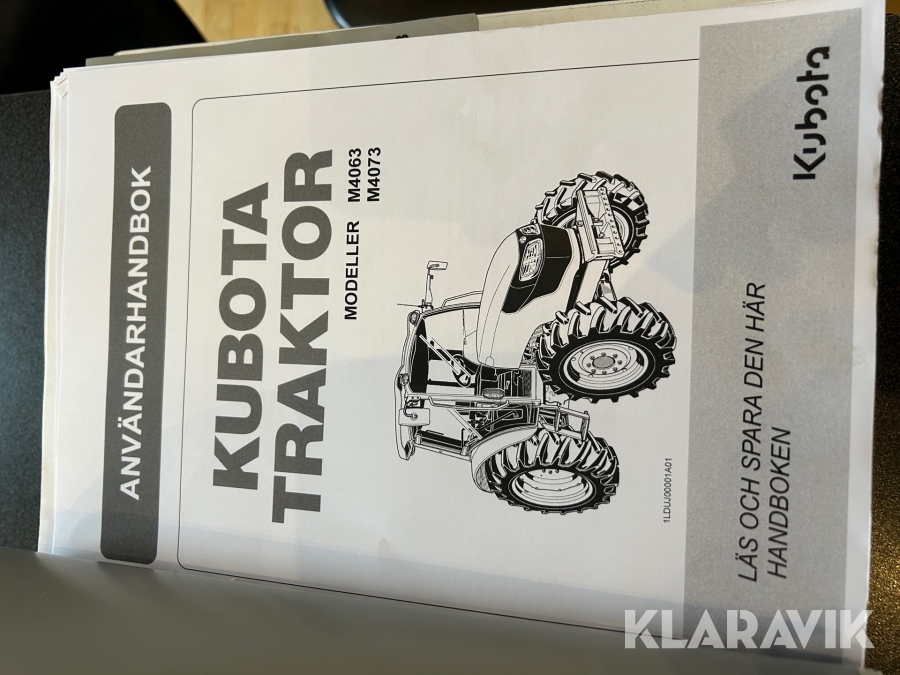 ANVÄNDARHANDBOK
KUBOTA
TRAKTOR
MODELLER M4063
M4073
1LDUJ00001A01
LÄS OCH SPARA DEN HÄR
HANDBOKEN
Kubota
KLARAVIK